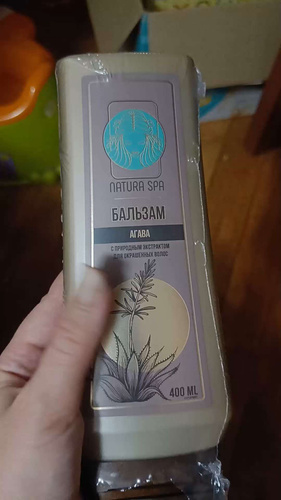 NATURA SPA
БАЛЬЗАМ
АГАВА
С ПРИРОДНЫМ ЭКСТРАКТОМ
ДЛЯ ОКРАШЕННЫХ ВОЛОС
400 ML